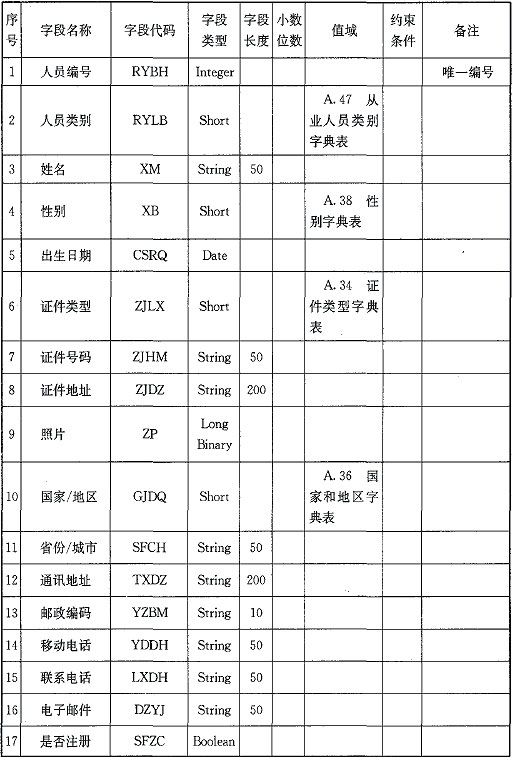 序号 字段名称 字段代码 字段类型 字段长度 小数位数 值域 约束条件 备注
1 人员编号 RYBH Integer 唯一编号
2 人员类别 RYLB Short A.47 从业人员类别字典表
3 姓名 XM String 50
4 性别 XB Short A.38 性别字典表
5 出生日期 CSRQ Date
6 证件类型 ZJLX Short A.34 证件类型字典表
7 证件号码 ZJHM String 50
8 证件地址 ZJDZ String 200
9 照片 ZP Long Binary
10 国家/地区 GJDQ Short A.36 国家和地区字典表
11 省份/城市 SFCH String 50
12 通讯地址 TXDZ String 200
13 邮政编码 YZBM String 10
14 移动电话 YDDH String 50
15 联系电话 LXDH String 50
16 电子邮件 DZYJ String 50
17 是否注册 SFZC Boolean